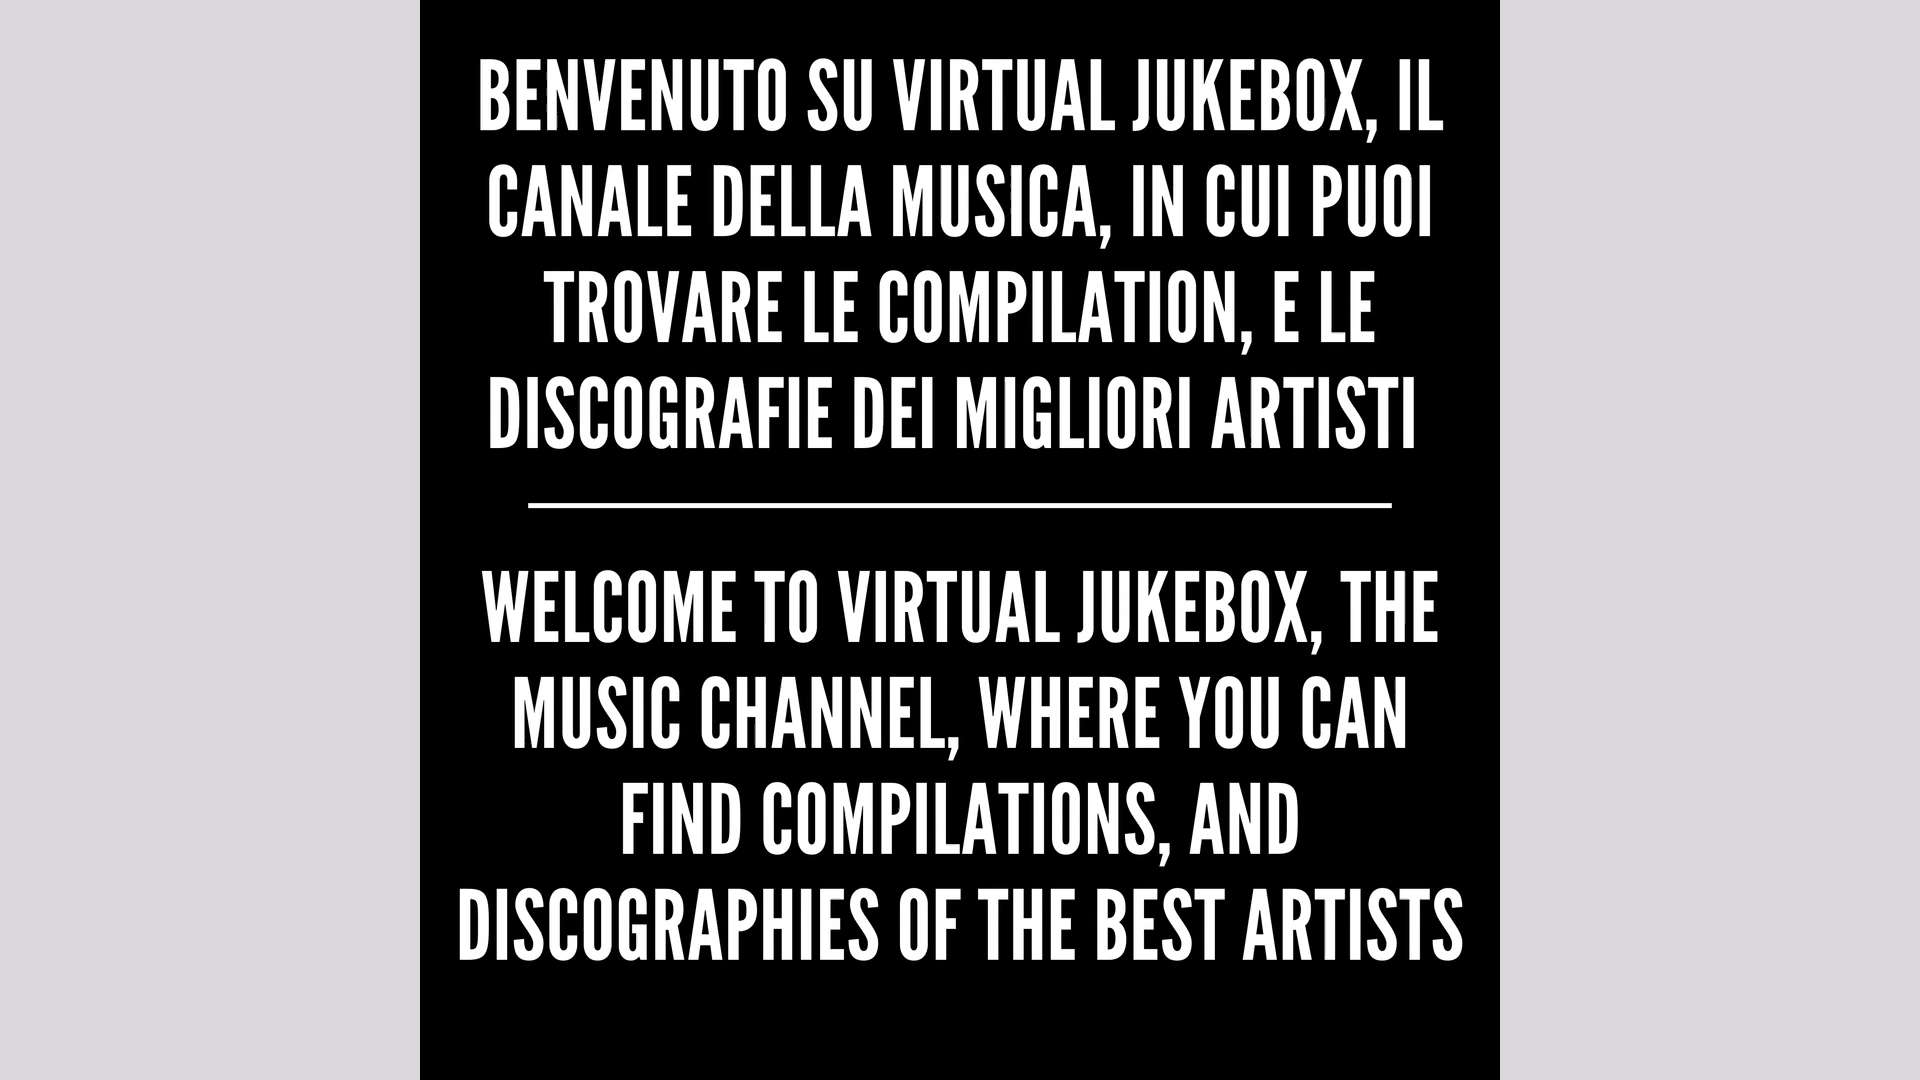 BENVENUTO SU VIRTUAL JUKEBOX, IL
CANALE DELLA MUSICA, IN CUI PUOI
TROVARE LE COMPILATION, E LE
DISCOGRAFIE DEI MIGLIORI ARTISTI
WELCOME TO VIRTUAL JUKEBOX, THE
MUSIC CHANNEL, WHERE YOU CAN
FIND COMPILATIONS, AND
DISCOGRAPHIES OF THE BEST ARTISTS